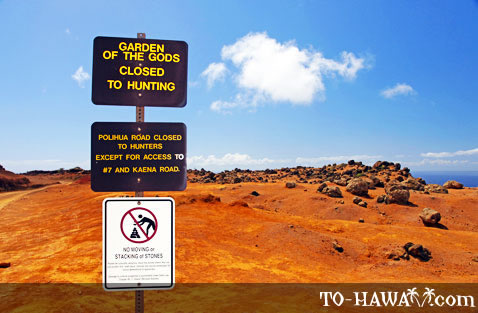 GARDEN
OF THE GODS
CLOSED
TO HUNTING
POLIHUA ROAD CLOSED
TO HUNTERS
EXCEPT FOR ACCESS TO
#7 AND KAENA ROAD.
NO MOVING or
STACKING of STONES
TO-HAWAII.com